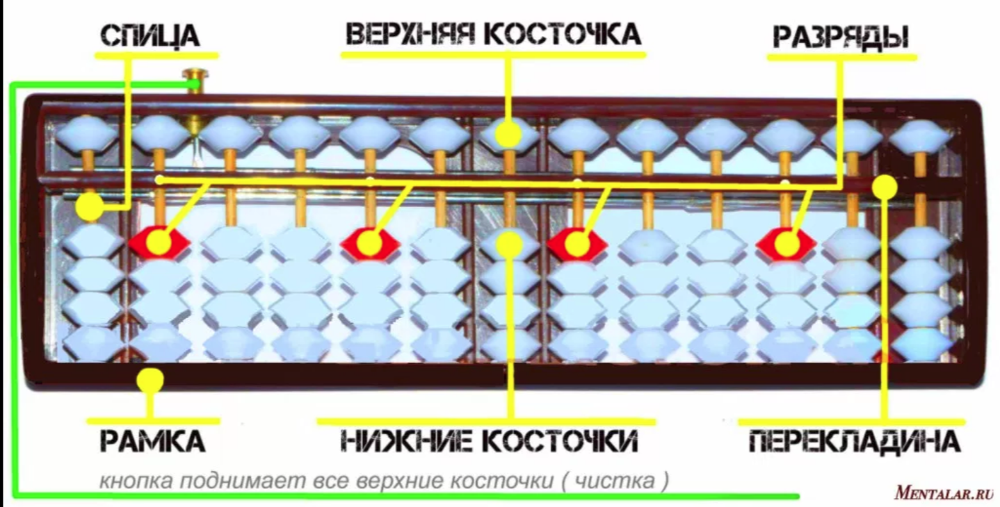 СПИЦА
ВЕРХНЯЯ КОСТОЧКА
РАЗРЯДЫ
РАМКА
НИЖНИЕ КОСТОЧКИ
ПЕРЕКЛАДИНА
кнопка поднимает все верхние косточки ( чистка )
MENTALAR.RU